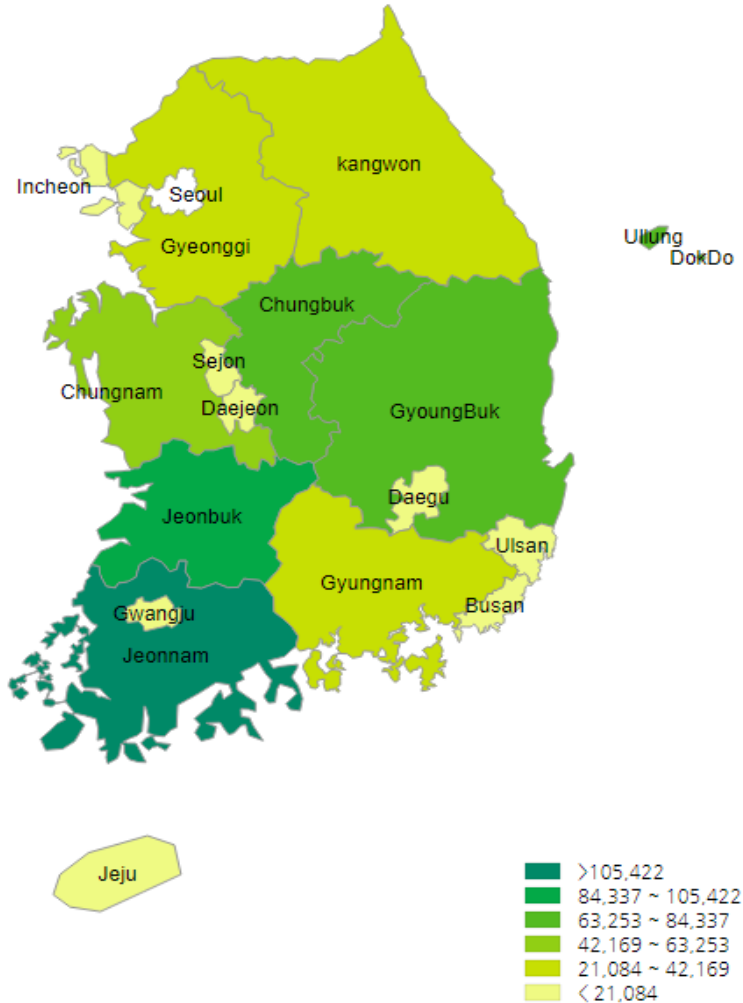 kangwon
Incheon
Seoul
Gyeonggi
Ullung
DokDo
Chungbuk
Sejon
Chungnam
Daejeon
GyoungBuk
Daegu
Jeonbuk
Ulsan
Gyungnam
Busan
Gwangju
Jeonnam
Jeju
>105,422
84,337 ~ 105,422
63,253 ~ 84,337
42,169 ~ 63,253
21,084 ~ 42,169
< 21,084